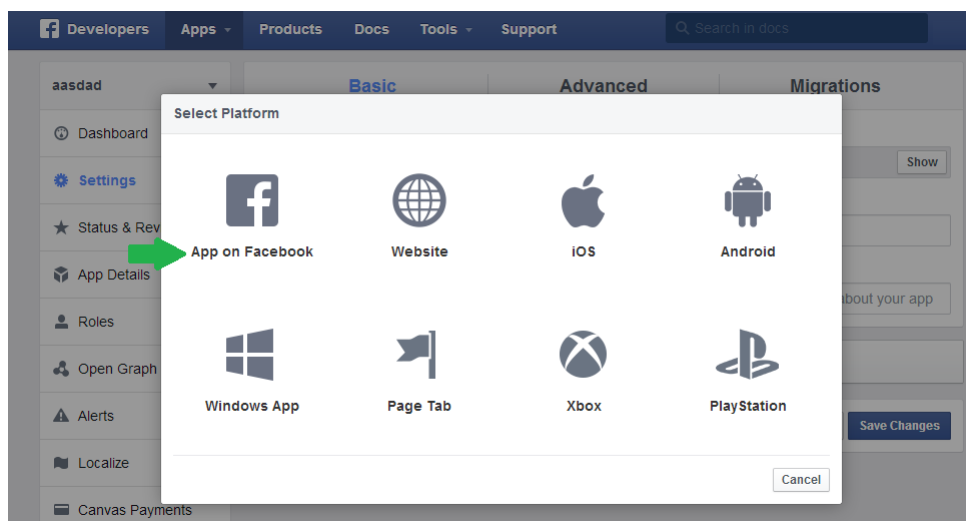 Developers Apps Products Docs Tools Support Search in docs
aasdad Basic Advanced Migrations
Select Platform
Dashboard
Show
Settings
Status & Rev
App on Facebook Website iOS Android
App Details
about your app
Roles
Open Graph
Windows App Page Tab Xbox PlayStation
Alerts
Save Changes
Localize
Cancel
Canvas Payments